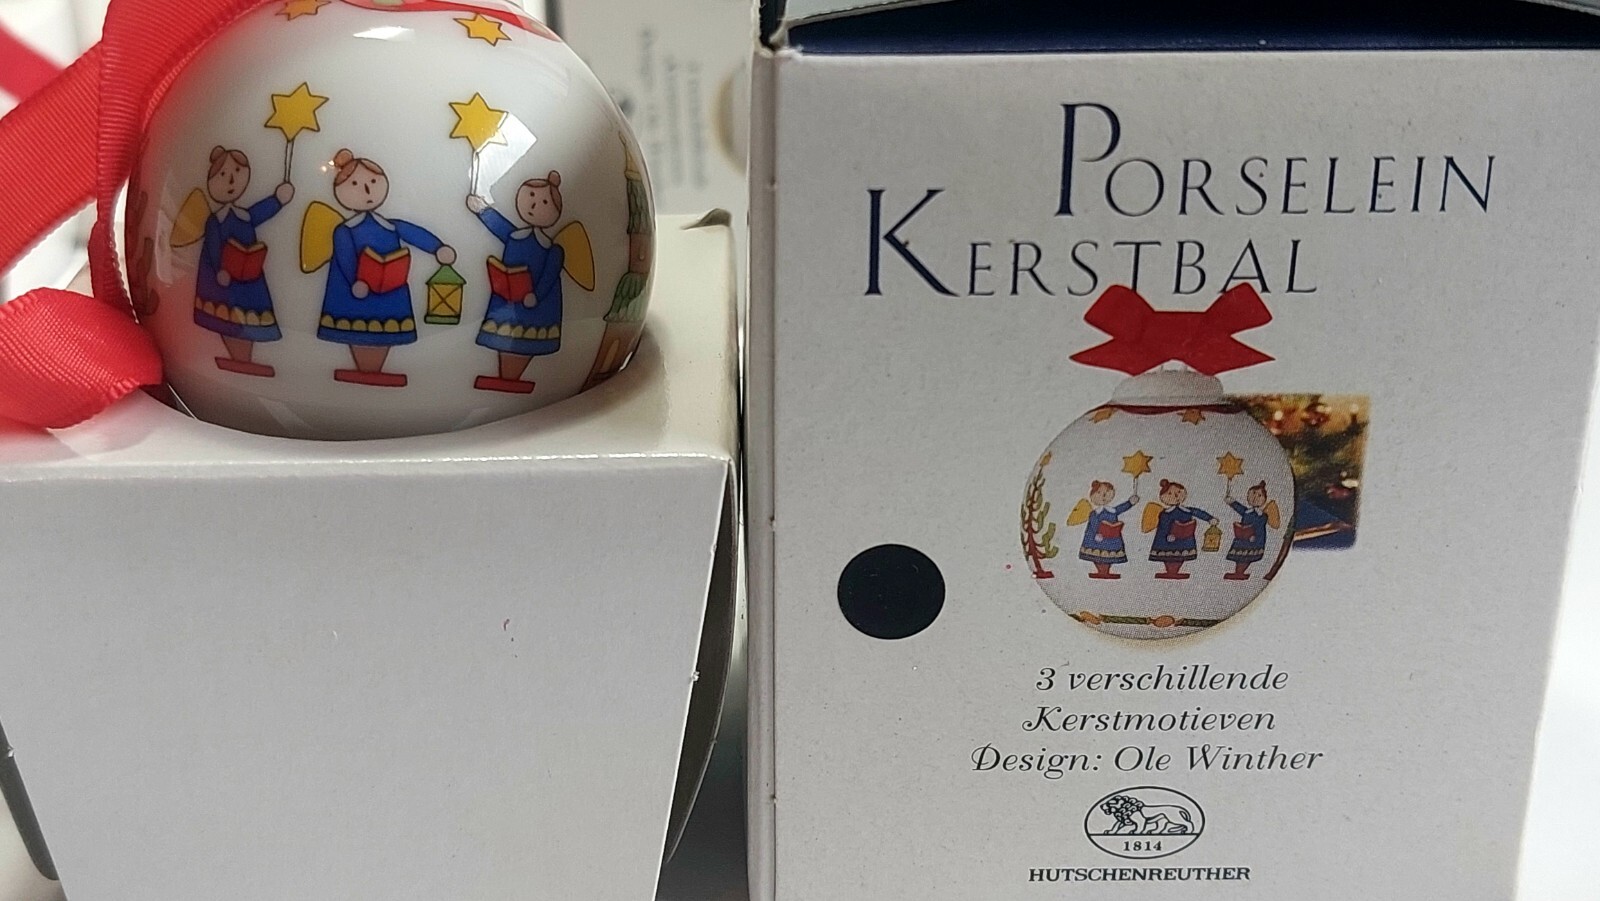 PORSELEIN
KERSTBAL
3 verschillende
Kerstmotieven
Design: Ole Winther
1814
HUTSCHENREUTHER